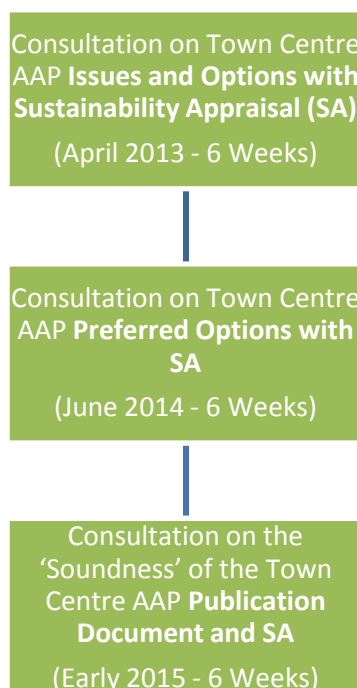 Consultation on Town Centre
AAP Issues and Options with
Sustainability Appraisal (SA)
(April 2013 - 6 Weeks)
Consultation on Town Centre
AAP Preferred Options with
SA
(June 2014 - 6 Weeks)
Consultation on the
‘Soundness’ of the Town
Centre AAP Publication
Document and SA
(Early 2015 - 6 Weeks)